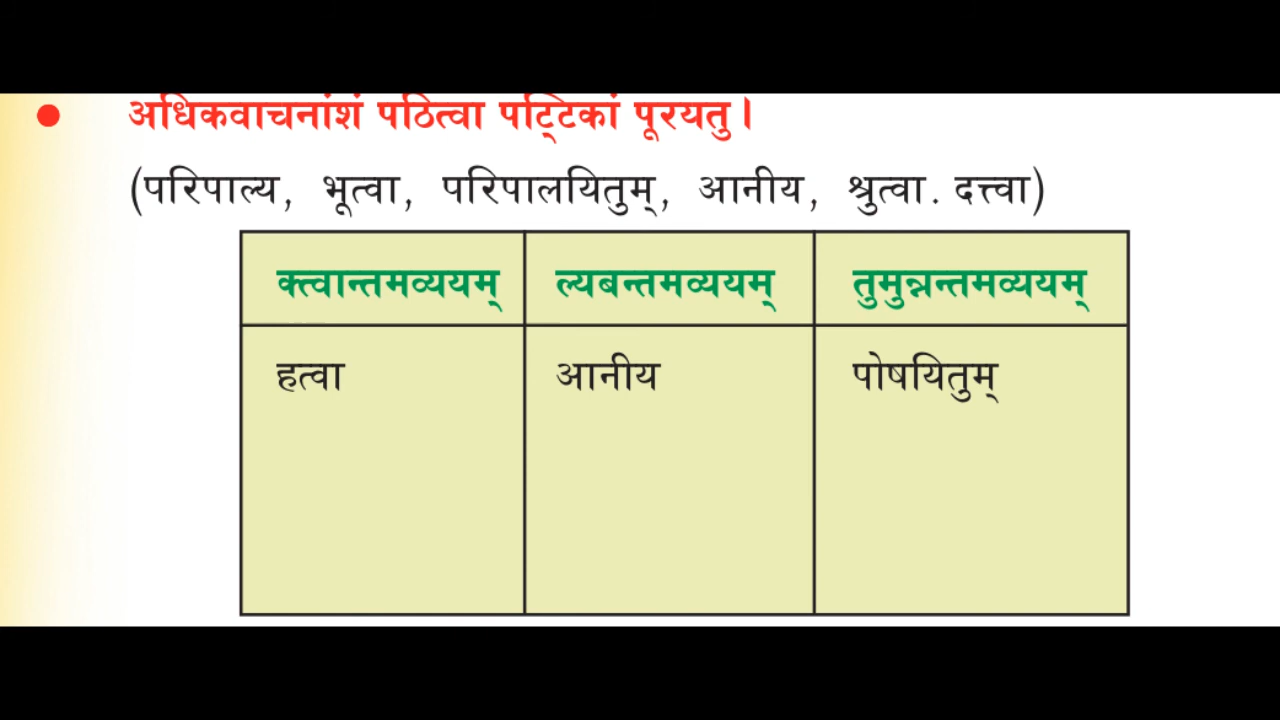 अधिकवाचनांशं पठित्वा पट्टिकां पूरयतु।
(परिपाल्य, भूत्वा, परिपालयितुम्, आनीय, श्रुत्वा. दत्त्वा)
क्त्वान्तमव्ययम् ल्यबन्तमव्ययम् तुमुन्नन्तमव्ययम्
हत्वा आनीय पोषयितुम्